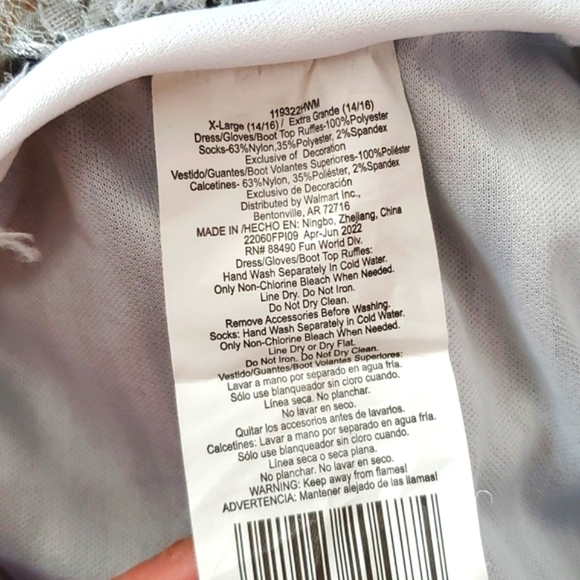 119322HWM
X-Large (14/16) / Extra Grande (14/16)
Dress/Gloves/Boot Top Ruffles-100%Polyester
Socks-63%Nylon,35%Polyester, 2%Spandex
Exclusive of Decoration
Vestido/Guantes/Boot Volantes Superiores-100%Poliéster
Calcetines- 63%Nylon, 35%Poliéster, 2%Spandex
Exclusivo de Decoración
Distributed by Walmart Inc.,
Bentonville, AR 72716
MADE IN /HECHO EN: Ningbo, Zhejiang, China
22060FPI09 Apr-Jun 2022
RN# 88490 Fun World Div.
Dress/Gloves/Boot Top Ruffles:
Hand Wash Separately In Cold Water.
Only Non-Chlorine Bleach When Needed.
Line Dry. Do Not Iron.
Do Not Dry Clean.
Remove Accessories Before Washing.
Socks: Hand Wash Separately In Cold Water.
Only Non-Chlorine Bleach When Needed.
Line Dry or Dry Flat.
Do Not Iron. Do Not Dry Clean.
Vestido/Guantes/Boot Volantes Superiores:
Lavar a mano por separado en agua fría.
Sólo use blanqueador sin cloro cuando.
Línea seca. No planchar.
No lavar en seco.
Quitar los accesorios antes de lavarlos.
Calcetines: Lavar a mano por separado en agua fría.
Sólo use blanqueador sin cloro cuando.
Línea seca o seca plana.
No planchar. No lavar en seco.
WARNING: Keep away from flames!
ADVERTENCIA: Mantener alejado de las llamas!